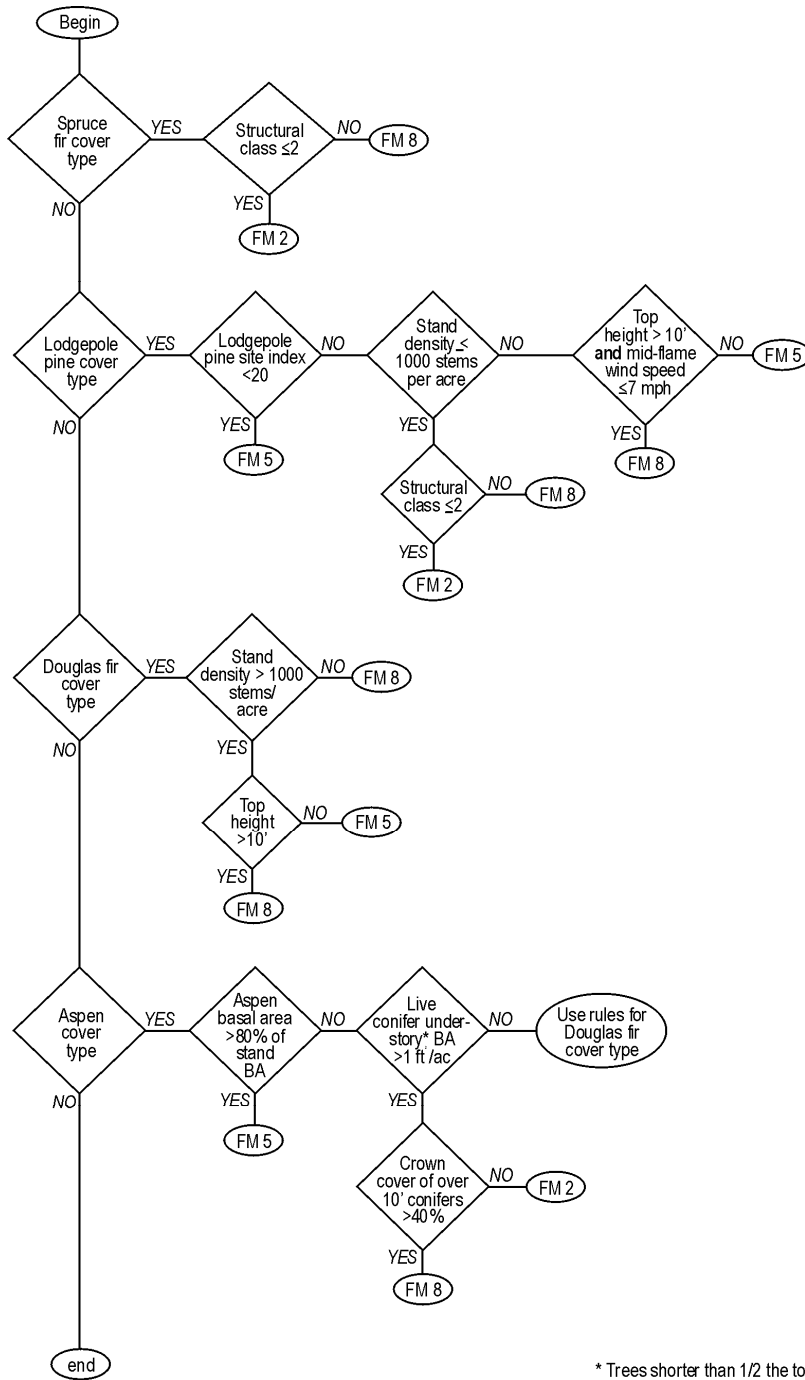 Begin
Spruce
fir cover
type
YES
Structural
class ≤2
NO
FM 8
NO
YES
FM 2
Lodgepole
pine cover
type
YES
Lodgepole
pine site index
<20
NO
Stand
density ≤
1000 stems
per acre
NO
Top
height > 10'
and mid-flame
wind speed
≤7 mph
NO
FM 5
NO
YES
FM 5
YES
YES
FM 8
Structural
class ≤2
NO
FM 8
YES
FM 2
Douglas fir
cover
type
YES
Stand
density > 1000
stems/
acre
NO
FM 8
NO
YES
Top
height
>10'
NO
FM 5
YES
FM 8
Aspen
cover
type
YES
Aspen
basal area
>80% of
stand
BA
NO
Live
conifer under-
story* BA
>1 ft /ac
NO
Use rules for
Douglas fir
cover type
NO
YES
FM 5
YES
Crown
cover of over
10' conifers
>40%
NO
FM 2
YES
FM 8
end
* Trees shorter than 1/2 the to